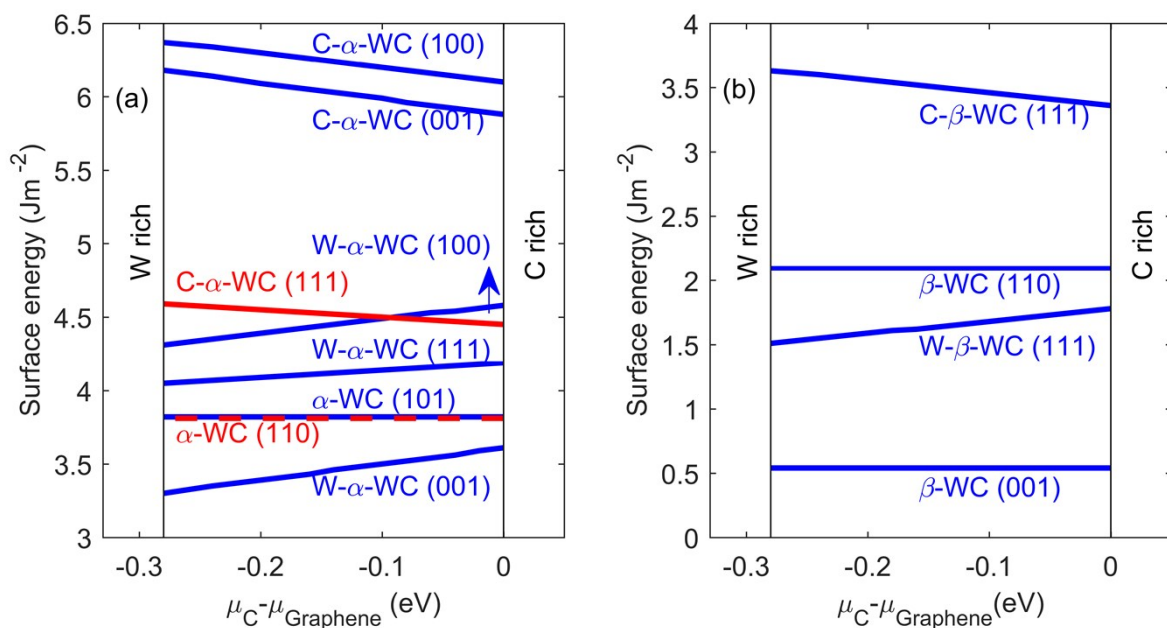 (a)
Surface energy (Jm⁻²)
6.5
6
5.5
5
4.5
4
3.5
3
W rich
C rich
C-α-WC (100)
C-α-WC (001)
W-α-WC (100)
C-α-WC (111)
W-α-WC (111)
α-WC (101)
α-WC (110)
W-α-WC (001)
-0.3 -0.2 -0.1 0
μC-μGraphene (eV)
(b)
Surface energy (Jm⁻²)
4
3.5
3
2.5
2
1.5
1
0.5
0
W rich
C rich
C-β-WC (111)
β-WC (110)
W-β-WC (111)
β-WC (001)
-0.3 -0.2 -0.1 0
μC-μGraphene (eV)